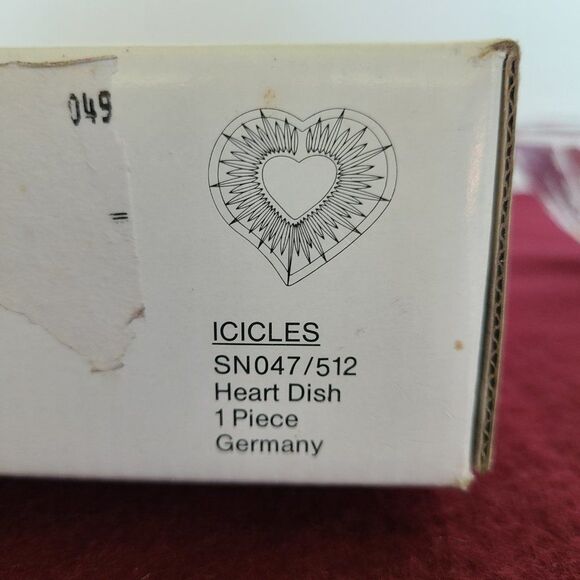 049
=
ICICLES
SN047/512
Heart Dish
1 Piece
Germany